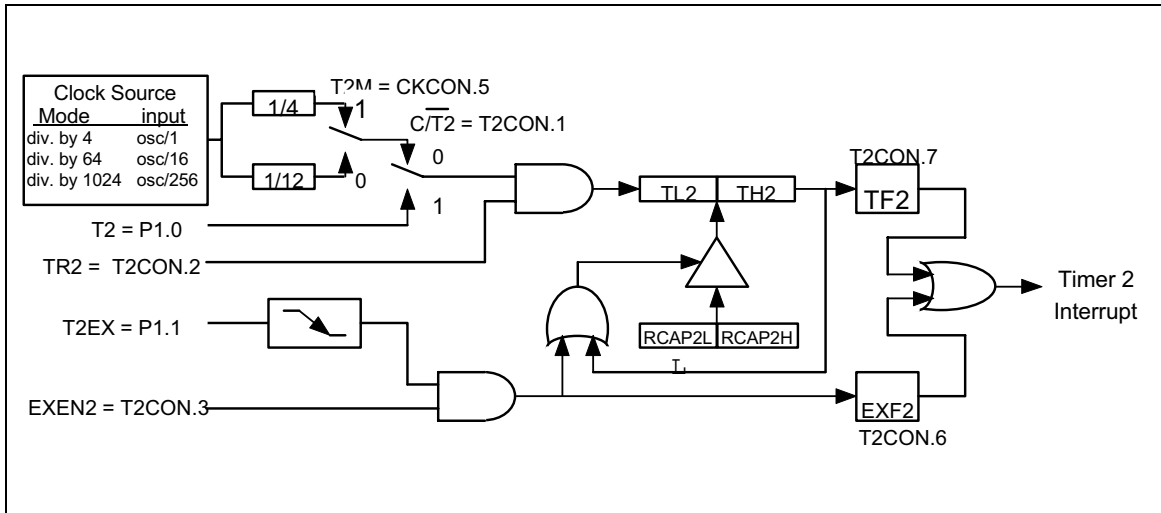 Clock Source
Mode input
div. by 4 osc/1
div. by 64 osc/16
div. by 1024 osc/256
1/4
1/12
T2M = CKCON.5
1
0
C/T2 = T2CON.1
0
1
T2 = P1.0
TR2 = T2CON.2
T2EX = P1.1
EXEN2 = T2CON.3
TL2 TH2
RCAP2L RCAP2H
T2CON.7
TF2
EXF2
T2CON.6
Timer 2
Interrupt